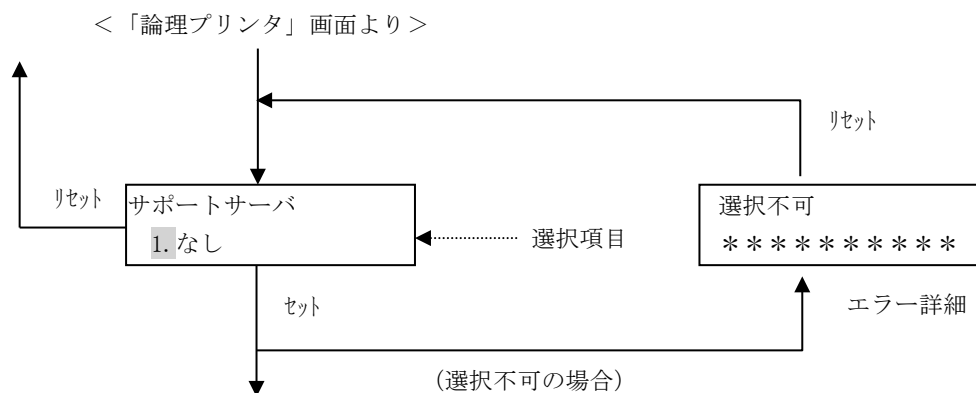 ＜「論理プリンタ」画面より＞
ﾘｾｯﾄ
ﾘｾｯﾄ
サポートサーバ
1.なし
選択項目
選択不可
＊＊＊＊＊＊＊＊＊＊
ｾｯﾄ
エラー詳細
(選択不可の場合)